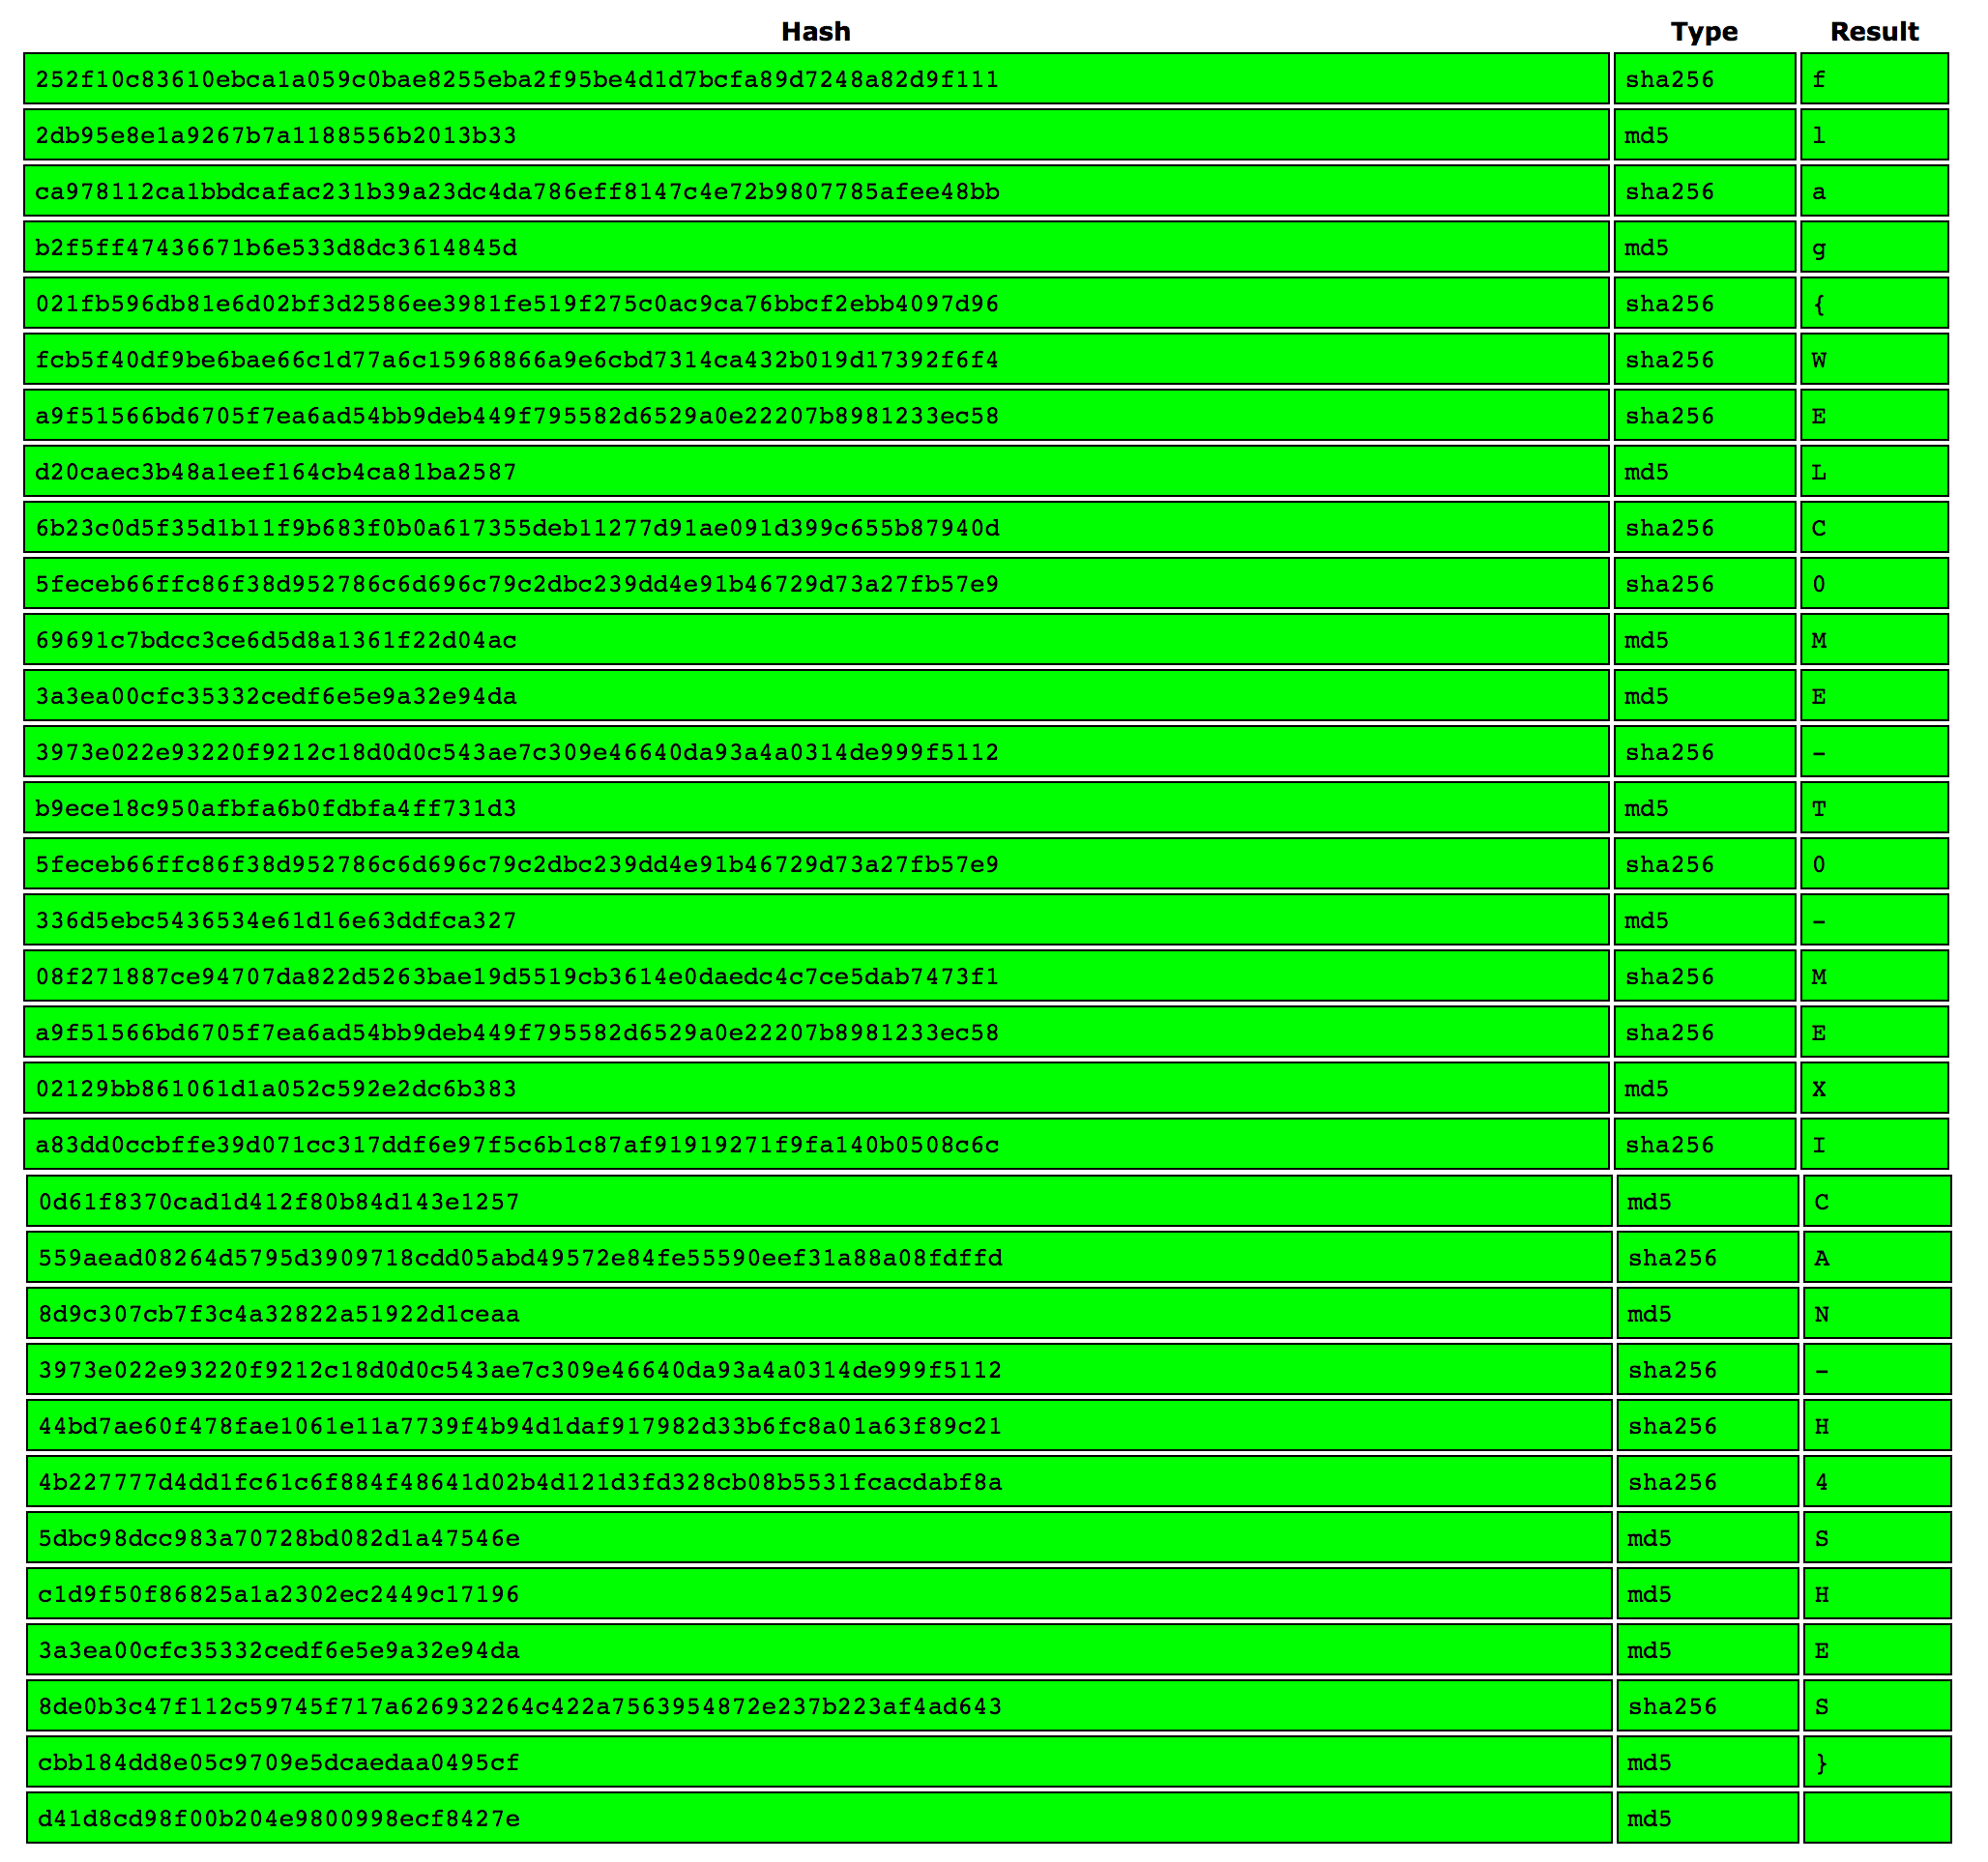 Hash Type Result
252f10c83610ebca1a059c0bae8255eba2f95be4d1d7bcfa89d7248a82d9f111 sha256 f
2db95e8e1a9267b7a1188556b2013b33 md5 l
ca978112ca1bbdcafac231b39a23dc4da786eff8147c4e72b9807785afee48bb sha256 a
b2f5ff47436671b6e533d8dc3614845d md5 g
021fb596db81e6d02bf3d2586ee3981fe519f275c0ac9ca76bbcf2ebb4097d96 sha256 {
fcb5f40df9be6bae66c1d77a6c15968866a9e6cbd7314ca432b019d17392f6f4 sha256 W
a9f51566bd6705f7ea6ad54bb9deb449f795582d6529a0e22207b8981233ec58 sha256 E
d20caec3b48a1eef164cb4ca81ba2587 md5 L
6b23c0d5f35d1b11f9b683f0b0a617355deb11277d91ae091d399c655b87940d sha256 C
5feceb66ffc86f38d952786c6d696c79c2dbc239dd4e91b46729d73a27fb57e9 sha256 0
69691c7bdcc3ce6d5d8a1361f22d04ac md5 M
3a3ea00cfc35332cedf6e5e9a32e94da md5 E
3973e022e93220f9212c18d0d0c543ae7c309e46640da93a4a0314de999f5112 sha256 -
b9ece18c950afbfa6b0fdbfa4ff731d3 md5 T
5feceb66ffc86f38d952786c6d696c79c2dbc239dd4e91b46729d73a27fb57e9 sha256 0
336d5ebc5436534e61d16e63ddfca327 md5 -
08f271887ce94707da822d5263bae19d5519cb3614e0daedc4c7ce5dab7473f1 sha256 M
a9f51566bd6705f7ea6ad54bb9deb449f795582d6529a0e22207b8981233ec58 sha256 E
02129bb861061d1a052c592e2dc6b383 md5 X
a83dd0ccbffe39d071cc317ddf6e97f5c6b1c87af91919271f9fa140b0508c6c sha256 I
0d61f8370cad1d412f80b84d143e1257 md5 C
559aead08264d5795d3909718cdd05abd49572e84fe55590eef31a88a08fdffd sha256 A
8d9c307cb7f3c4a32822a51922d1ceaa md5 N
3973e022e93220f9212c18d0d0c543ae7c309e46640da93a4a0314de999f5112 sha256 -
44bd7ae60f478fae1061e11a7739f4b94d1daf917982d33b6fc8a01a63f89c21 sha256 H
4b227777d4dd1fc61c6f884f48641d02b4d121d3fd328cb08b5531fcacdabf8a sha256 4
5dbc98dcc983a70728bd082d1a47546e md5 S
c1d9f50f86825a1a2302ec2449c17196 md5 H
3a3ea00cfc35332cedf6e5e9a32e94da md5 E
8de0b3c47f112c59745f717a626932264c422a7563954872e237b223af4ad643 sha256 S
cbb184dd8e05c9709e5dcaedaa0495cf md5 }
d41d8cd98f00b204e9800998ecf8427e md5